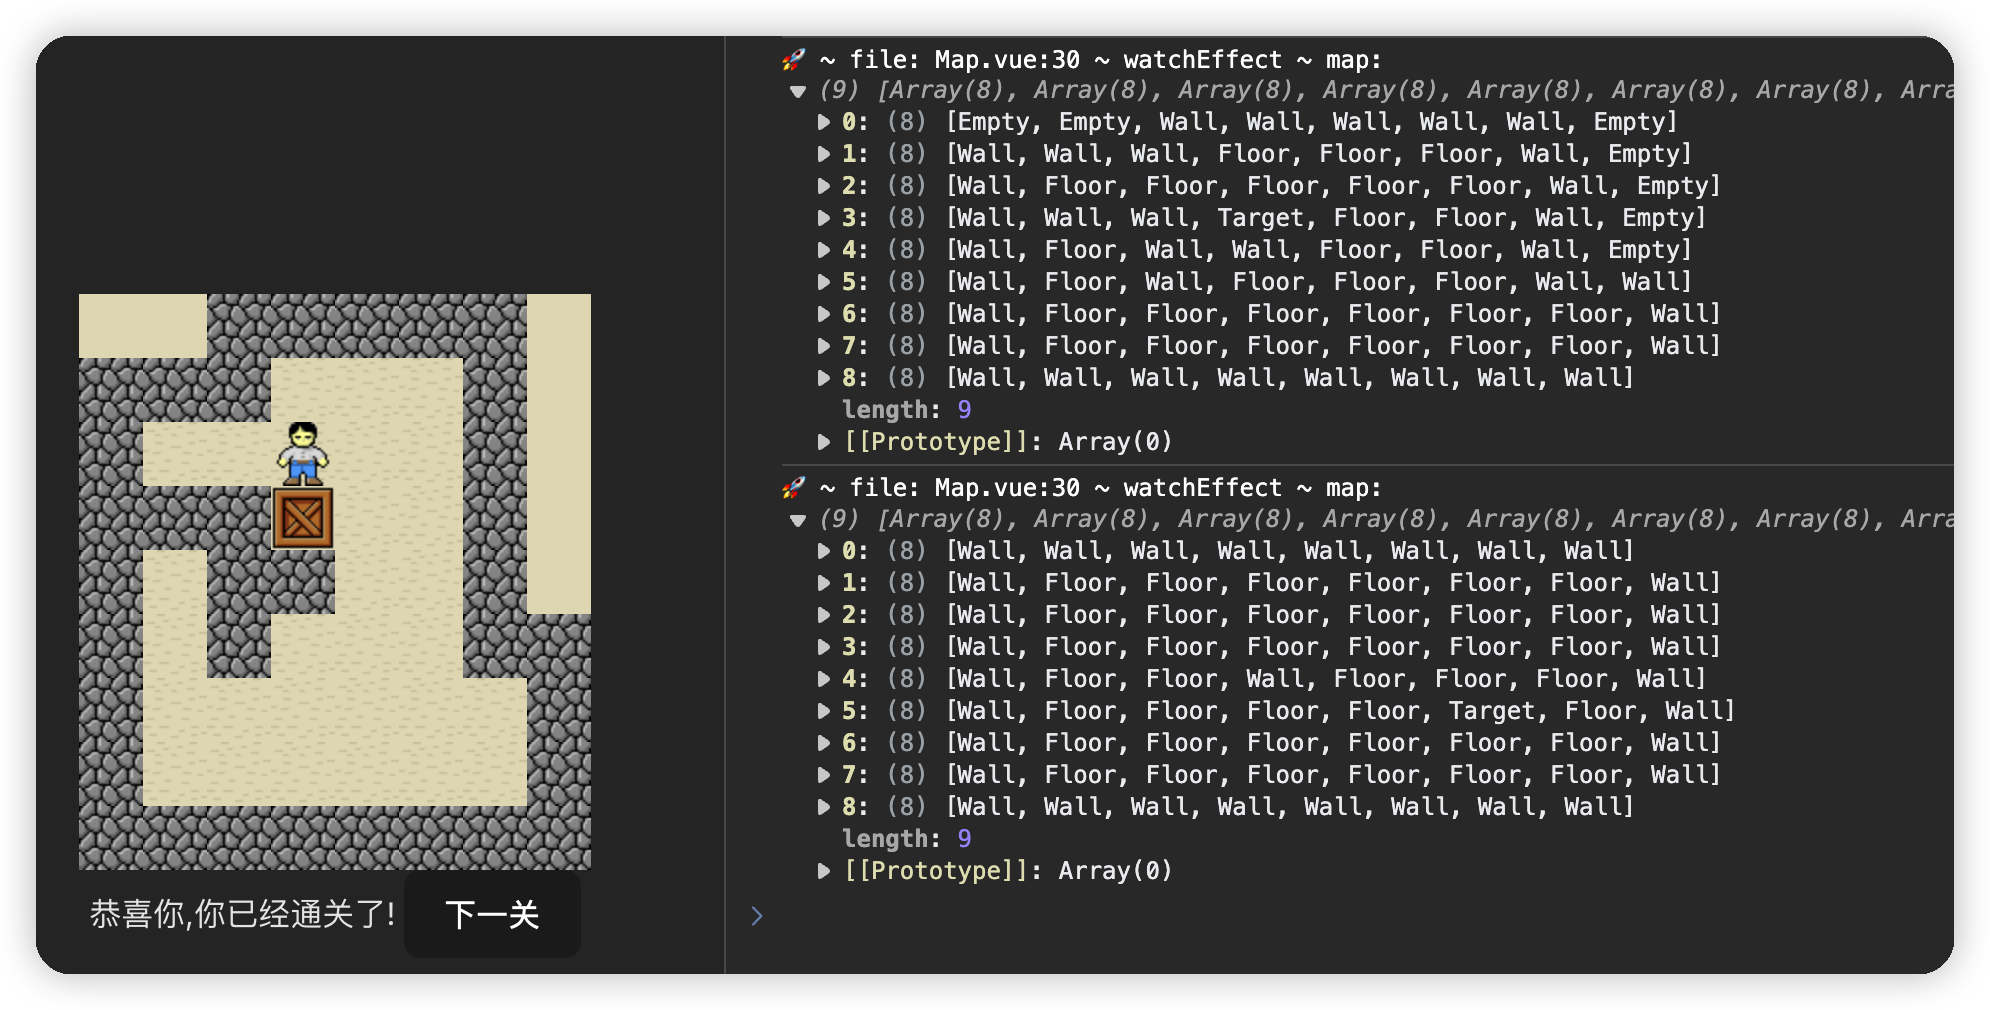 🚀 ~ file: Map.vue:30 ~ watchEffect ~ map:
(9) [Array(8), Array(8), Array(8), Array(8), Array(8), Array(8), Array(8), Arra
0: (8) [Empty, Empty, Wall, Wall, Wall, Wall, Wall, Empty]
1: (8) [Wall, Wall, Wall, Floor, Floor, Floor, Wall, Empty]
2: (8) [Wall, Floor, Floor, Floor, Floor, Floor, Wall, Empty]
3: (8) [Wall, Wall, Wall, Target, Floor, Floor, Wall, Empty]
4: (8) [Wall, Floor, Wall, Wall, Floor, Floor, Wall, Empty]
5: (8) [Wall, Floor, Wall, Floor, Floor, Floor, Wall, Wall]
6: (8) [Wall, Floor, Floor, Floor, Floor, Floor, Floor, Wall]
7: (8) [Wall, Floor, Floor, Floor, Floor, Floor, Floor, Wall]
8: (8) [Wall, Wall, Wall, Wall, Wall, Wall, Wall, Wall]
length: 9
[[Prototype]]: Array(0)
🚀 ~ file: Map.vue:30 ~ watchEffect ~ map:
(9) [Array(8), Array(8), Array(8), Array(8), Array(8), Array(8), Array(8), Arra
0: (8) [Wall, Wall, Wall, Wall, Wall, Wall, Wall, Wall]
1: (8) [Wall, Floor, Floor, Floor, Floor, Floor, Floor, Wall]
2: (8) [Wall, Floor, Floor, Floor, Floor, Floor, Floor, Wall]
3: (8) [Wall, Floor, Floor, Floor, Floor, Floor, Floor, Wall]
4: (8) [Wall, Floor, Floor, Wall, Floor, Floor, Floor, Wall]
5: (8) [Wall, Floor, Floor, Floor, Floor, Target, Floor, Wall]
6: (8) [Wall, Floor, Floor, Floor, Floor, Floor, Floor, Wall]
7: (8) [Wall, Floor, Floor, Floor, Floor, Floor, Floor, Wall]
8: (8) [Wall, Wall, Wall, Wall, Wall, Wall, Wall, Wall]
length: 9
[[Prototype]]: Array(0)
恭喜你,你已经通关了! 下一关